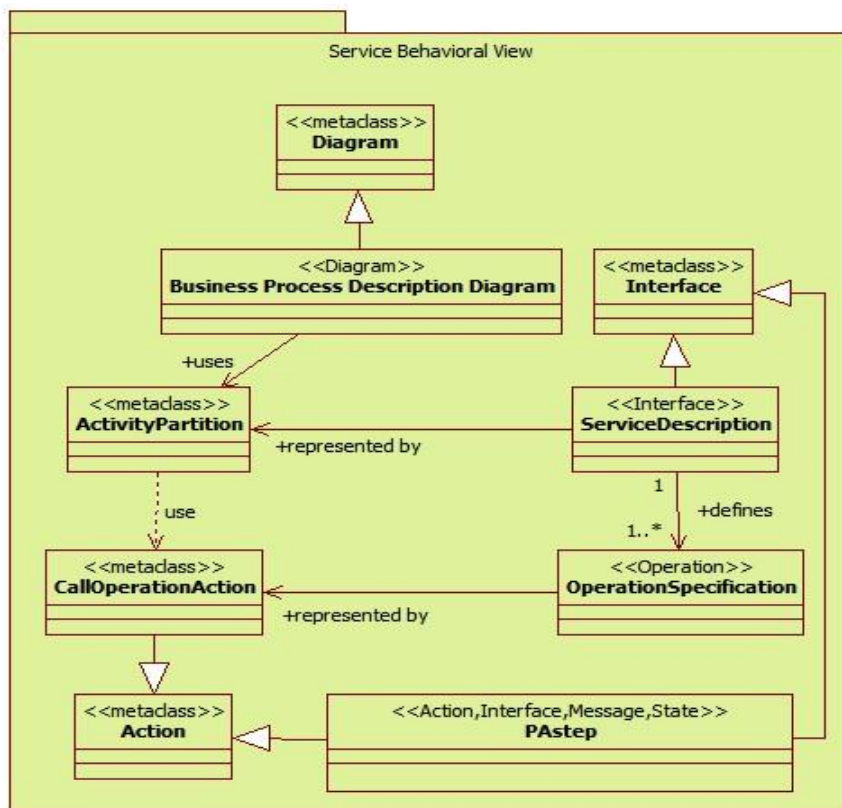 Service Behavioral View
<<metaclass>>
Diagram
<<Diagram>>
Business Process Description Diagram
<<metaclass>>
Interface
+uses
<<metaclass>>
ActivityPartition
<<Interface>>
ServiceDescription
+represented by
use
1
+defines
1..*
<<metaclass>>
CallOperationAction
<<Operation>>
OperationSpecification
+represented by
<<metaclass>>
Action
<<Action,Interface,Message,State>>
PAstep